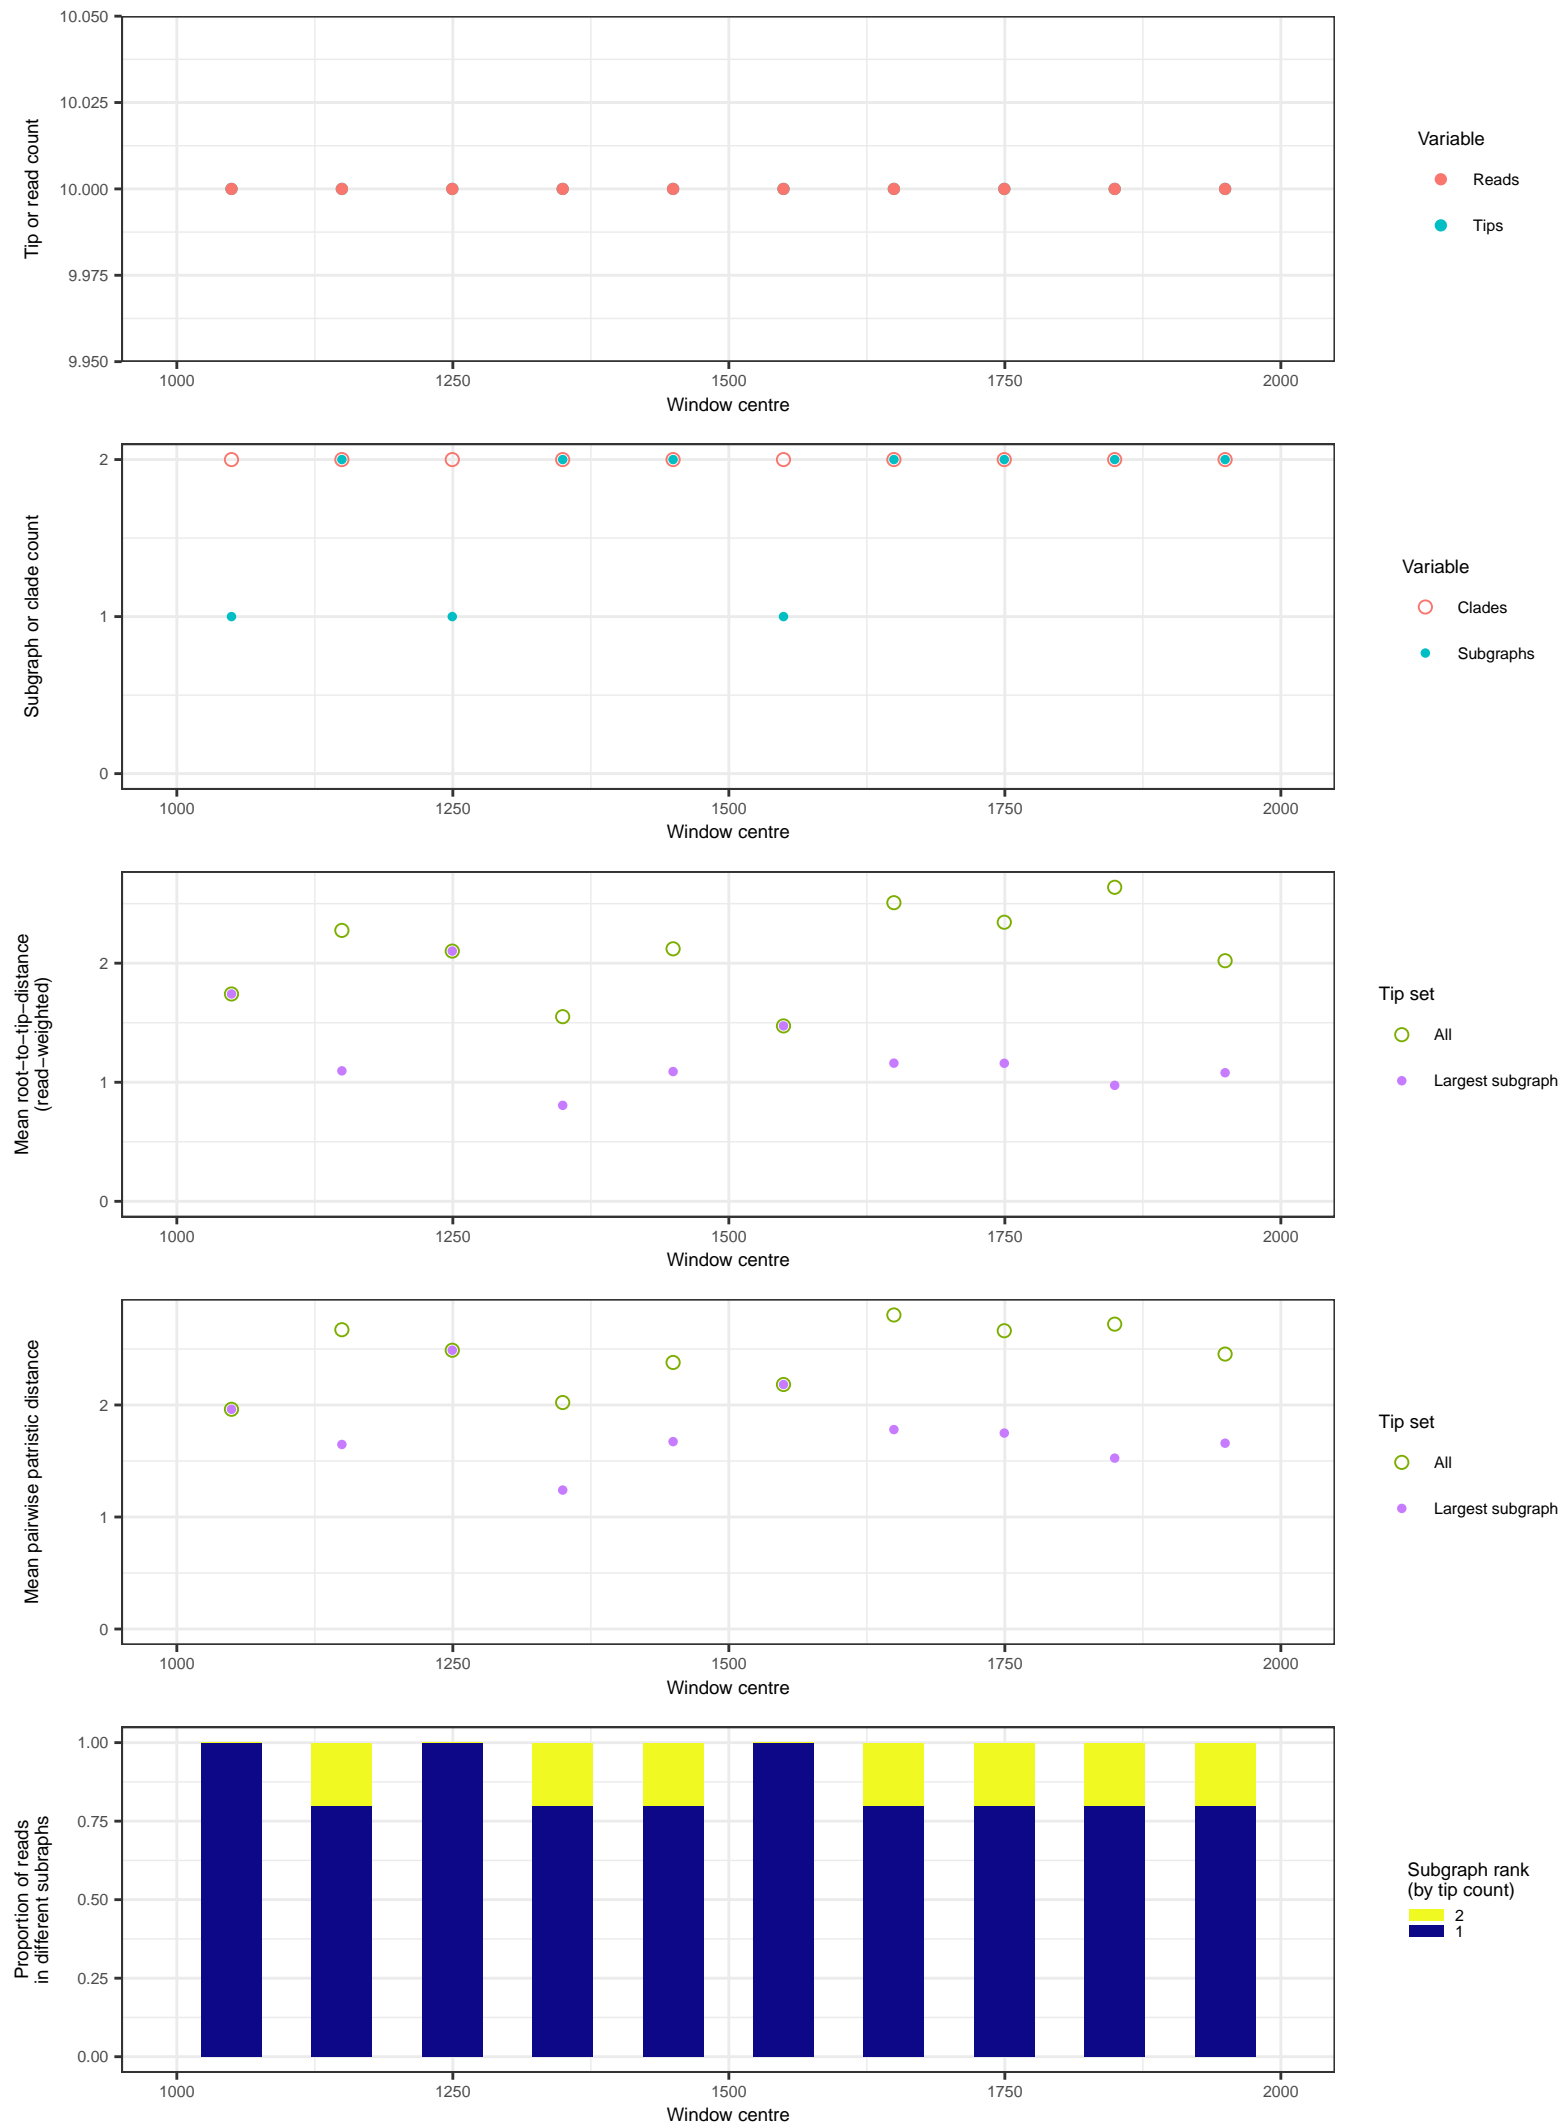 10.050
10.025
10.000
9.975
9.950
Tip or read count
1000 1250 1500 1750 2000
Window centre
Variable
Reads
Tips
2
1
0
Subgraph or clade count
1000 1250 1500 1750 2000
Window centre
Variable
Clades
Subgraphs
2
1
0
Mean root−to−tip−distance
(read−weighted)
1000 1250 1500 1750 2000
Window centre
Tip set
All
Largest subgraph
2
1
0
Mean pairwise patristic distance
1000 1250 1500 1750 2000
Window centre
Tip set
All
Largest subgraph
1.00
0.75
0.50
0.25
0.00
Proportion of reads
in different subraphs
1000 1250 1500 1750 2000
Window centre
Subgraph rank
(by tip count)
2
1